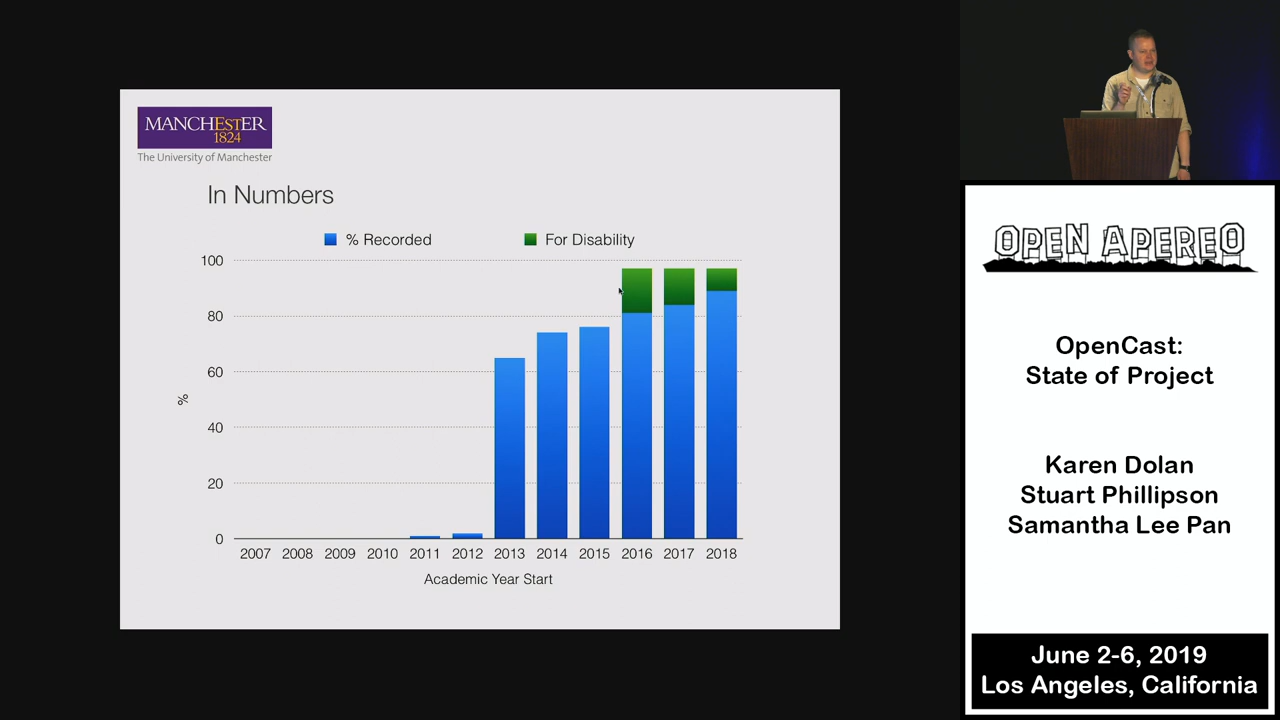 MANCHESTER
1824
The University of Manchester
In Numbers
% Recorded
For Disability
100
80
60
40
20
0
%
2007 2008 2009 2010 2011 2012 2013 2014 2015 2016 2017 2018
Academic Year Start
OPEN APEREO
OpenCast:
State of Project
Karen Dolan
Stuart Phillipson
Samantha Lee Pan
June 2-6, 2019
Los Angeles, California